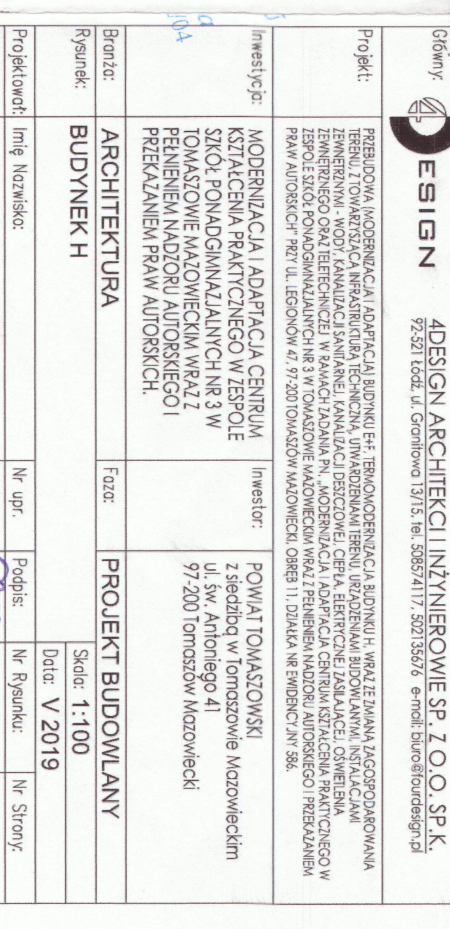 Główny:
DESIGN
4DESIGN ARCHITEKCI I INŻYNIEROWIE SP. Z O.O. SP.K.
92-521 Łódź, ul. Granitowa 13/15, tel. 508574117, 502135676 e-mail: biuro@fourdesign.pl
Projekt:
PRZEBUDOWA (MODERNIZACJA I ADAPTACJA) BUDYNKU E+F, TERMOMODERNIZACJA BUDYNKU H, WRAZ ZE ZMIANĄ ZAGOSPODAROWANIA
TERENU, Z TOWARZYSZĄCĄ INFRASTRUKTURĄ TECHNICZNĄ, UTWARDZENIAMI TERENU, URZĄDZENIAMI BUDOWLANYMI, INSTALACJAMI
ZEWNĘTRZNYMI - WODY, KANALIZACJI SANITARNEJ, KANALIZACJI DESZCZOWEJ, CIEPŁA, ELEKTRYCZNEJ ZASILAJĄCEJ, OŚWIETLENIA
ZEWNĘTRZNEGO ORAZ TELETECHNICZNEJ, W RAMACH ZADANIA PN. „MODERNIZACJA I ADAPTACJA CENTRUM KSZTAŁCENIA PRAKTYCZNEGO W
ZESPOLE SZKÓŁ PONADGIMNAZJALNYCH NR 3 W TOMASZOWIE MAZOWIECKIM WRAZ Z PEŁNIENIEM NADZORU AUTORSKIEGO I PRZEKAZANIEM
PRAW AUTORSKICH" PRZY UL. LEGIONÓW 47, 97-200 TOMASZÓW MAZOWIECKI, OBRĘB 11, DZIAŁKA NR EWIDENCYJNY 586.
Inwestycja:
MODERNIZACJA I ADAPTACJA CENTRUM
KSZTAŁCENIA PRAKTYCZNEGO W ZESPOLE
SZKÓŁ PONADGIMNAZJALNYCH NR 3 W
TOMASZOWIE MAZOWIECKIM WRAZ Z
PEŁNIENIEM NADZORU AUTORSKIEGO I
PRZEKAZANIEM PRAW AUTORSKICH.
Inwestor:
POWIAT TOMASZOWSKI
z siedzibą w Tomaszowie Mazowieckim
ul. św. Antoniego 41
97-200 Tomaszów Mazowiecki
Branża:
ARCHITEKTURA
Faza:
PROJEKT BUDOWLANY
Rysunek:
BUDYNEK H
Skala: 1:100
Data: V 2019
Projektował:
Imię Nazwisko:
Nr upr.
Podpis:
Nr Rysunku:
Nr Strony: